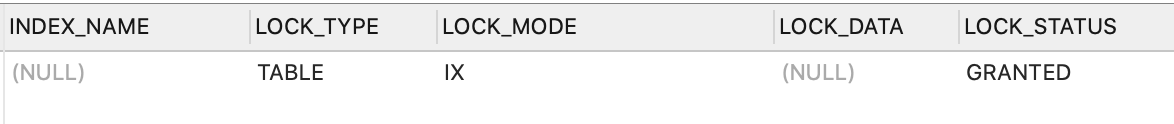 INDEX_NAME LOCK_TYPE LOCK_MODE LOCK_DATA LOCK_STATUS
(NULL) TABLE IX (NULL) GRANTED